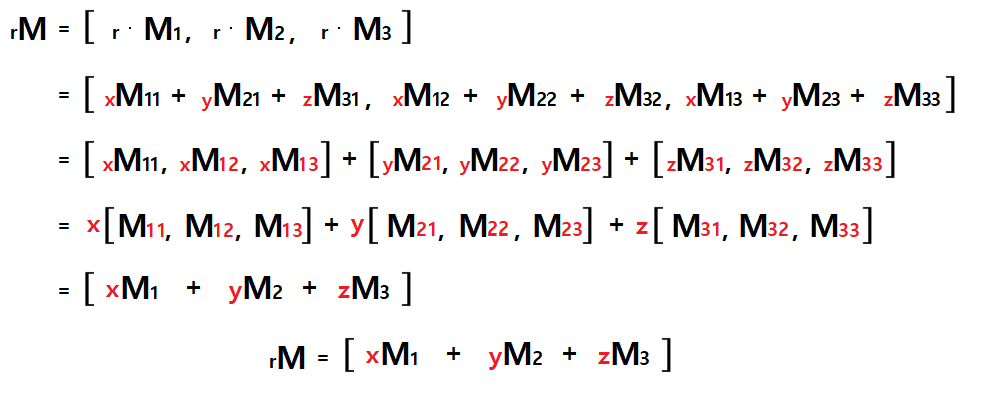 rM = [ r · M1, r · M2, r · M3 ]
= [ xM11 + yM21 + zM31, xM12 + yM22 + zM32, xM13 + yM23 + zM33 ]
= [ xM11, xM12, xM13 ] + [ yM21, yM22, yM23 ] + [ zM31, zM32, zM33 ]
= x[ M11, M12, M13 ] + y[ M21, M22, M23 ] + z[ M31, M32, M33 ]
= [ xM1 + yM2 + zM3 ]
rM = [ xM1 + yM2 + zM3 ]